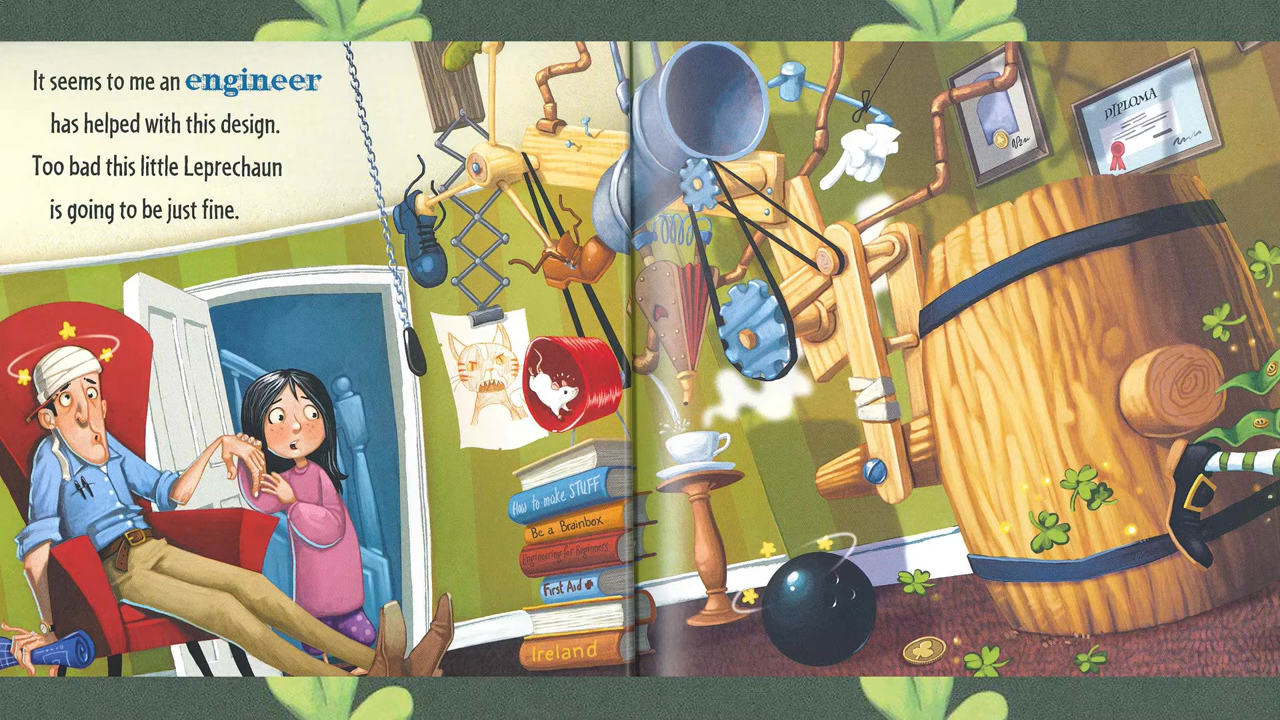 It seems to me an engineer
has helped with this design.
Too bad this little Leprechaun
is going to be just fine.
DIPLOMA
How to make STUFF
Be a Brainbox
Engineering for Beginners
First Aid
Ireland